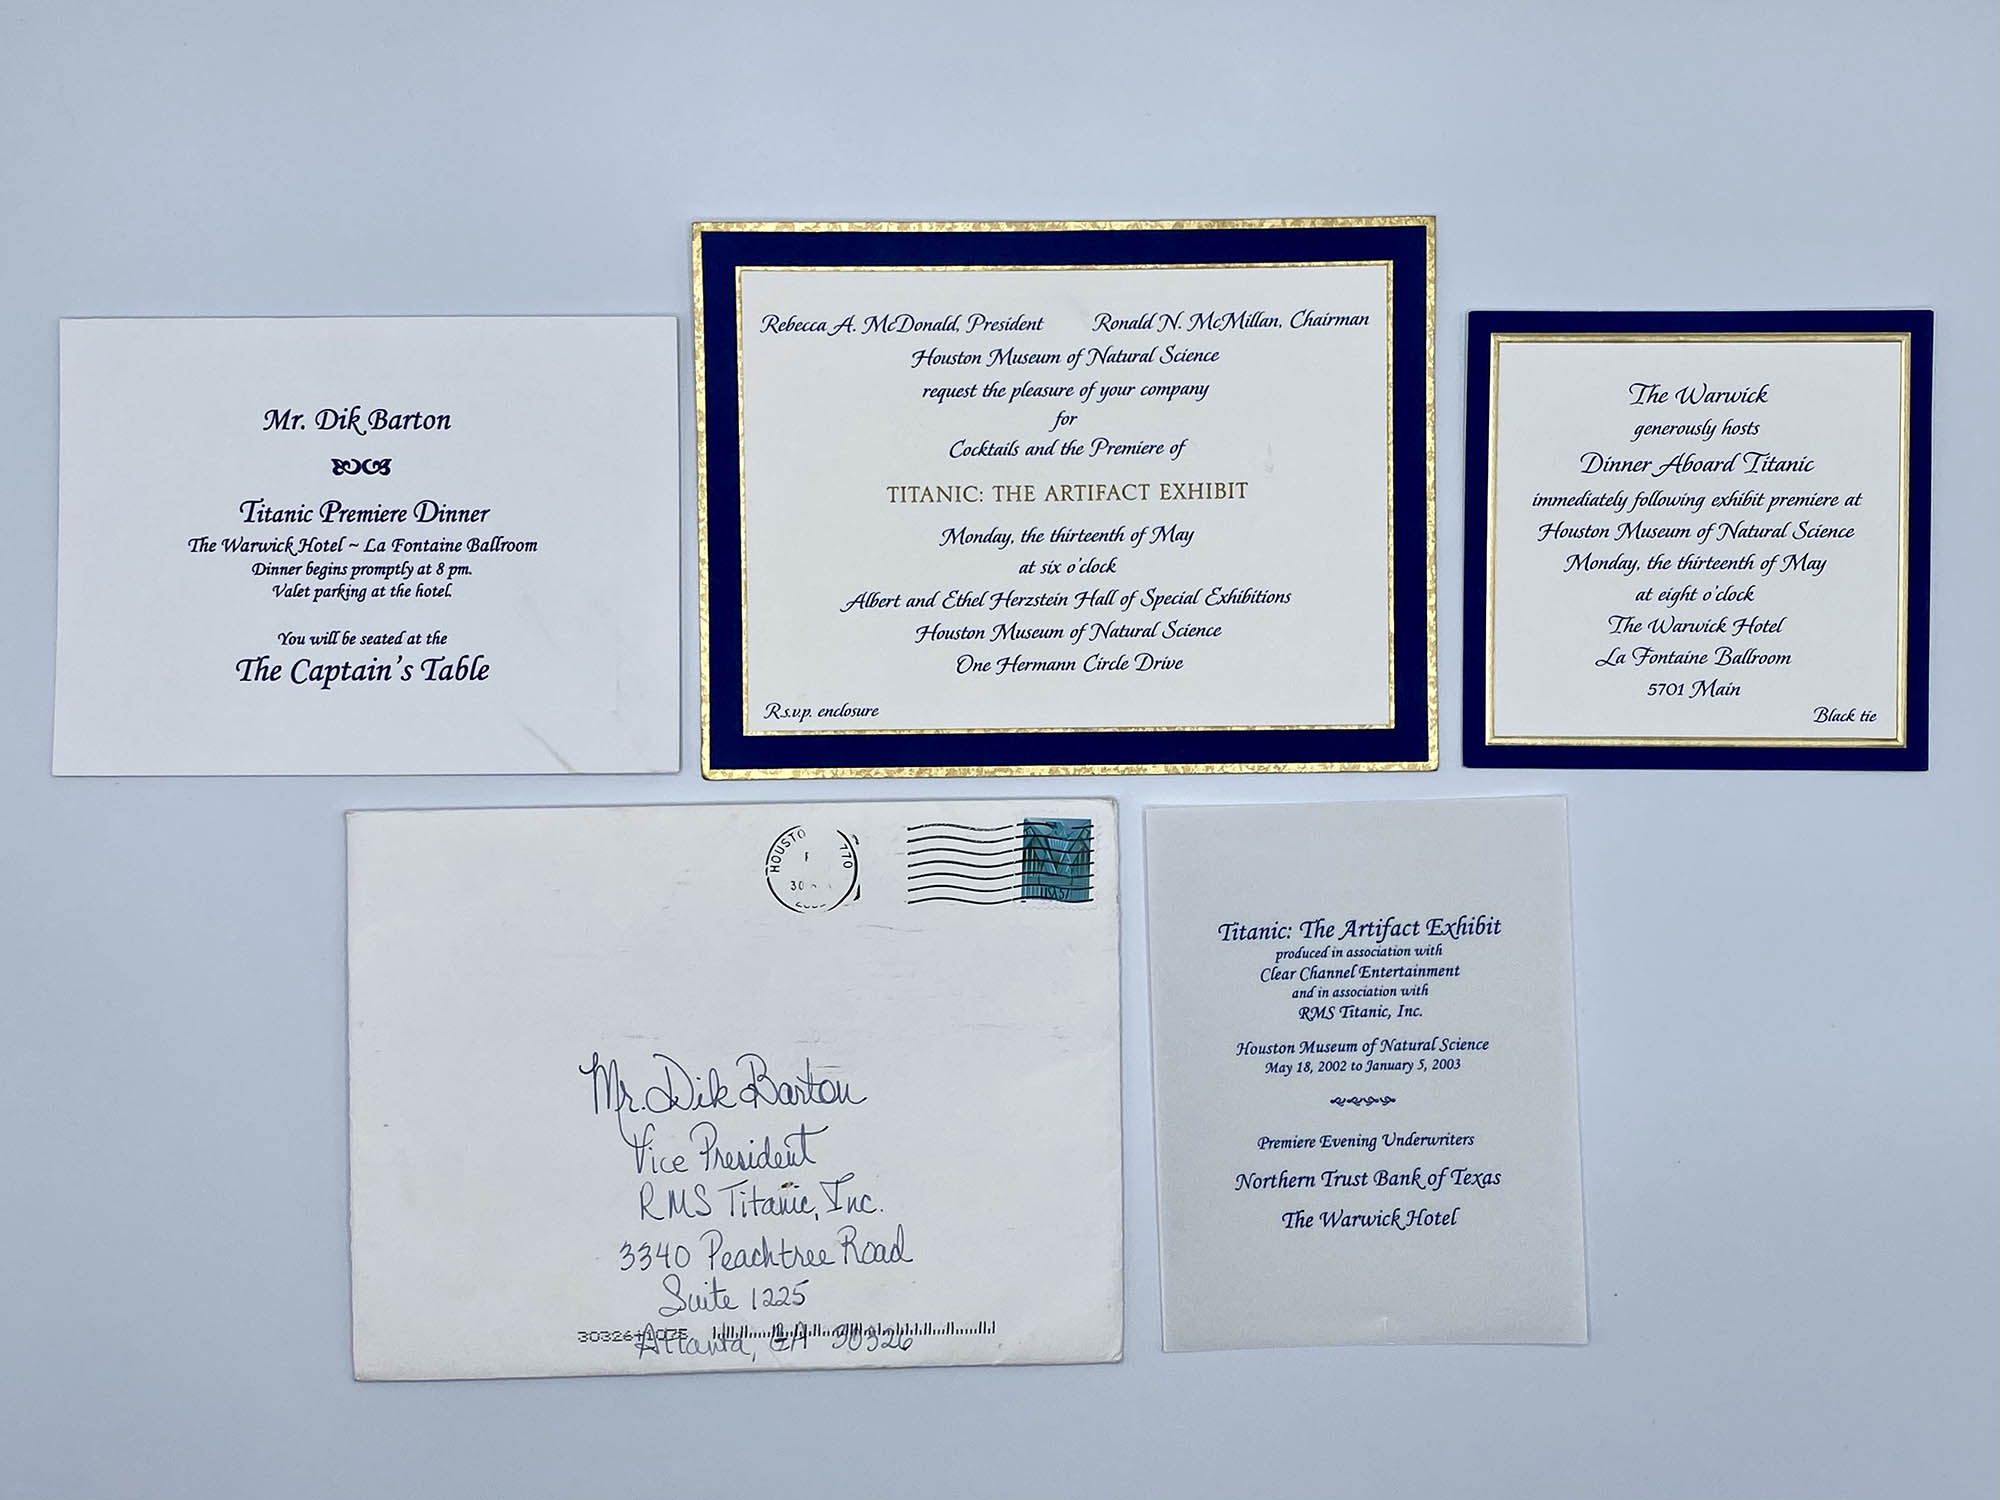 Mr. Dik Barton
Titanic Premiere Dinner
The Warwick Hotel ~ La Fontaine Ballroom
Dinner begins promptly at 8 pm.
Valet parking at the hotel.
You will be seated at the
The Captain's Table
Rebecca A. McDonald, President Ronald N. McMillan, Chairman
Houston Museum of Natural Science
request the pleasure of your company
for
Cocktails and the Premiere of
TITANIC: THE ARTIFACT EXHIBIT
Monday, the thirteenth of May
at six o'clock
Albert and Ethel Herzstein Hall of Special Exhibitions
Houston Museum of Natural Science
One Hermann Circle Drive
R.s.v.p. enclosure
The Warwick
generously hosts
Dinner Aboard Titanic
immediately following exhibit premiere at
Houston Museum of Natural Science
Monday, the thirteenth of May
at eight o'clock
The Warwick Hotel
La Fontaine Ballroom
5701 Main
Black tie
HOUSTO 770
30
Mr. Dik Barton
Vice President
RMS Titanic, Inc.
3340 Peachtree Road
Suite 1225
Atlanta, GA 30326
30326+1075
Titanic: The Artifact Exhibit
produced in association with
Clear Channel Entertainment
and in association with
RMS Titanic, Inc.
Houston Museum of Natural Science
May 18, 2002 to January 5, 2003
Premiere Evening Underwriters
Northern Trust Bank of Texas
The Warwick Hotel